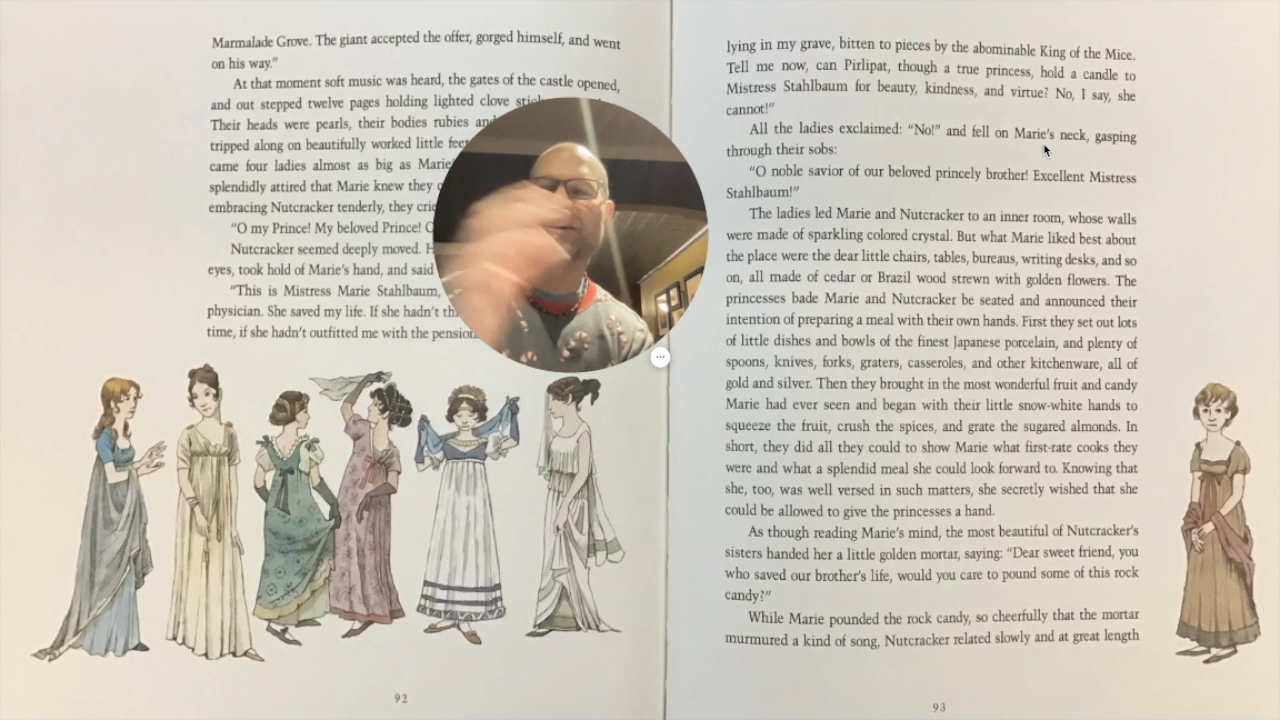 Marmalade Grove. The giant accepted the offer, gorged himself, and went
on his way."
At that moment soft music was heard, the gates of the castle opened,
and out stepped twelve pages holding lighted clove
Their heads were pearls, their bodies rubies
tripped along on beautifully worked little
came four ladies almost as big as
splendidly attired that Marie knew they
embracing Nutcracker tenderly, they
"O my Prince! My beloved Prince!
Nutcracker seemed deeply moved.
eyes, took hold of Marie's hand, and said
"This is Mistress Marie Stahlbaum,
physician. She saved my life. If she hadn't
time, if she hadn't outfitted me with the
92
lying in my grave, bitten to pieces by the abominable King of the Mice.
Tell me now, can Pirlipat, though a true princess, hold a candle to
Mistress Stahlbaum for beauty, kindness, and virtue? No, I say, she
cannot!"
All the ladies exclaimed: "No!" and fell on Marie's neck, gasping
through their sobs:
"O noble savior of our beloved princely brother! Excellent Mistress
Stahlbaum!"
The ladies led Marie and Nutcracker to an inner room, whose walls
were made of sparkling colored crystal. But what Marie liked best about
the place were the dear little chairs, tables, bureaus, writing desks, and so
on, all made of cedar or Brazil wood strewn with golden flowers. The
princesses bade Marie and Nutcracker be seated and announced their
intention of preparing a meal with their own hands. First they set out lots
of little dishes and bowls of the finest Japanese porcelain, and plenty of
spoons, knives, forks, graters, casseroles, and other kitchenware, all of
gold and silver. Then they brought in the most wonderful fruit and candy
Marie had ever seen and began with their little snow-white hands to
squeeze the fruit, crush the spices, and grate the sugared almonds. In
short, they did all they could to show Marie what first-rate cooks they
were and what a splendid meal she could look forward to. Knowing that
she, too, was well versed in such matters, she secretly wished that she
could be allowed to give the princesses a hand.
As though reading Marie's mind, the most beautiful of Nutcracker's
sisters handed her a little golden mortar, saying: "Dear sweet friend, you
who saved our brother's life, would you care to pound some of this rock
candy?"
While Marie pounded the rock candy, so cheerfully that the mortar
murmured a kind of song, Nutcracker related slowly and at great length
93